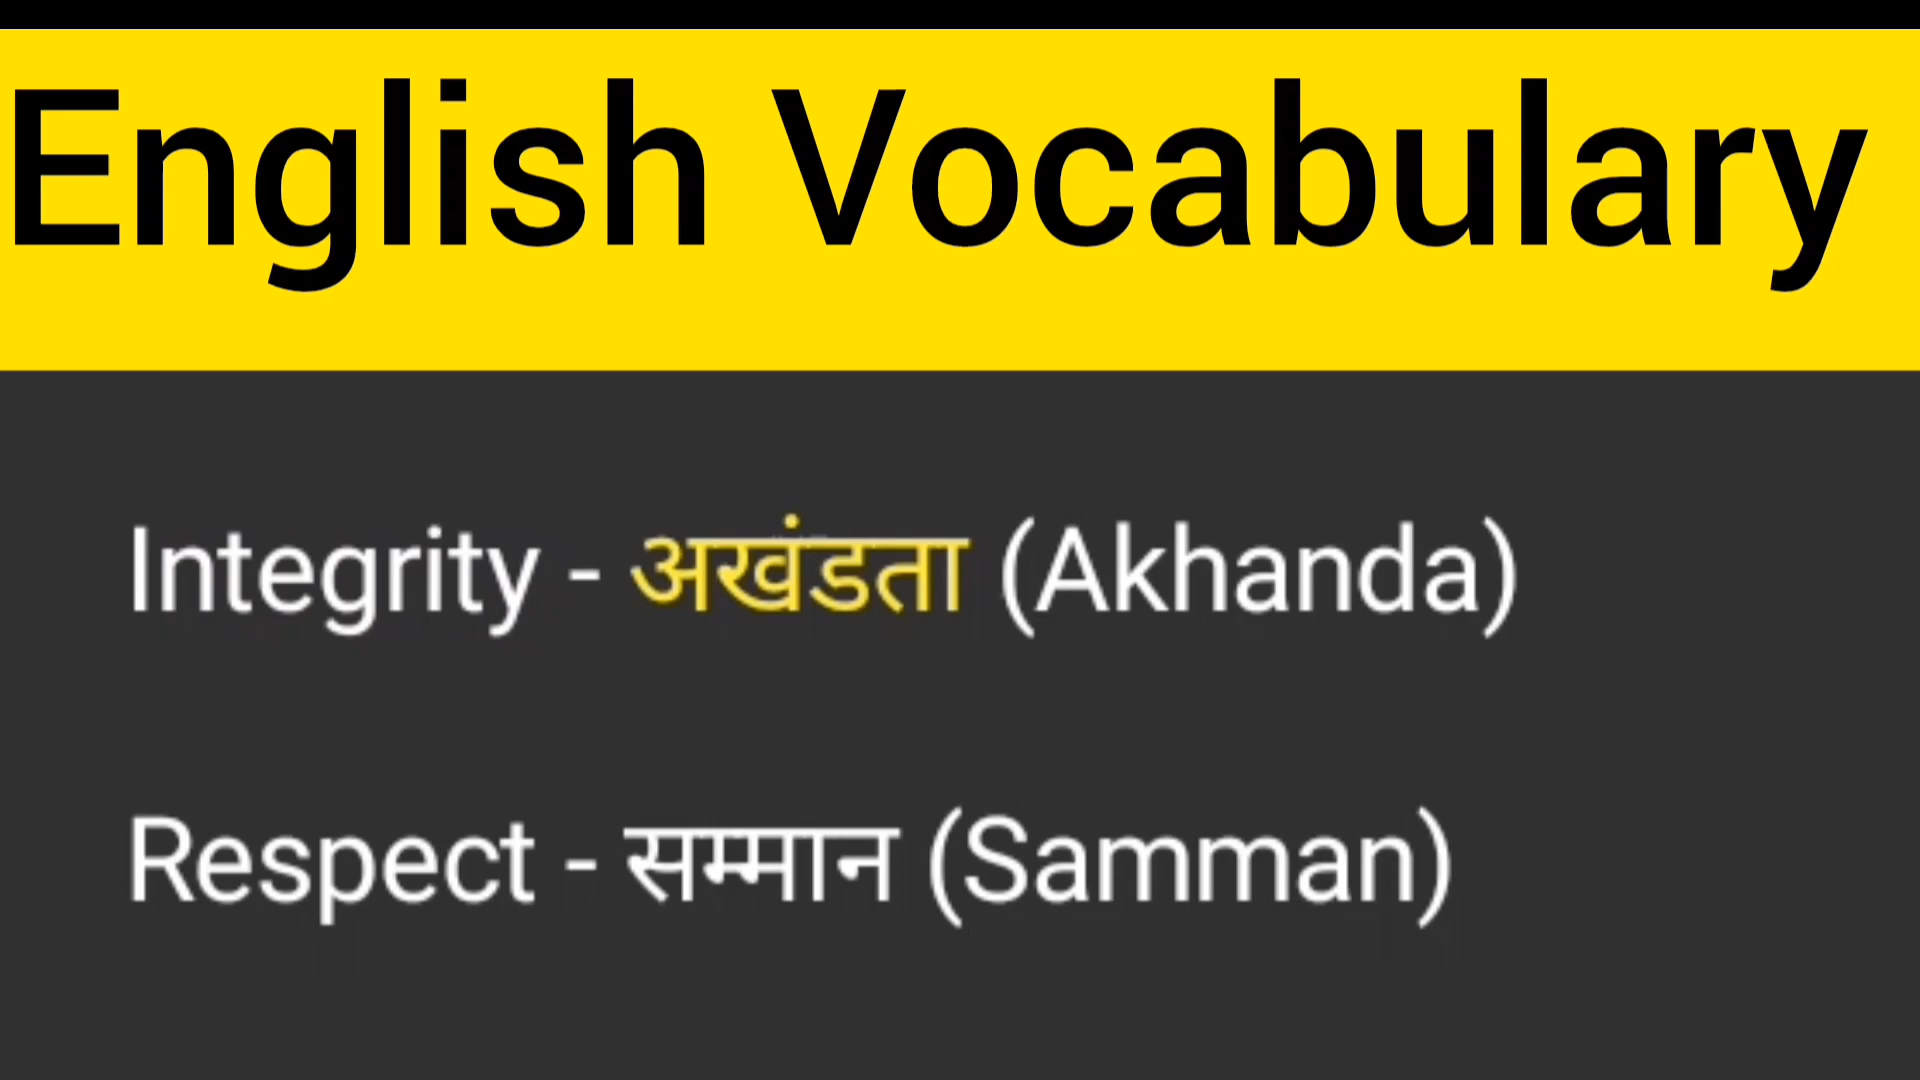 English Vocabulary
Integrity - अखंडता (Akhanda)
Respect - सम्मान (Samman)